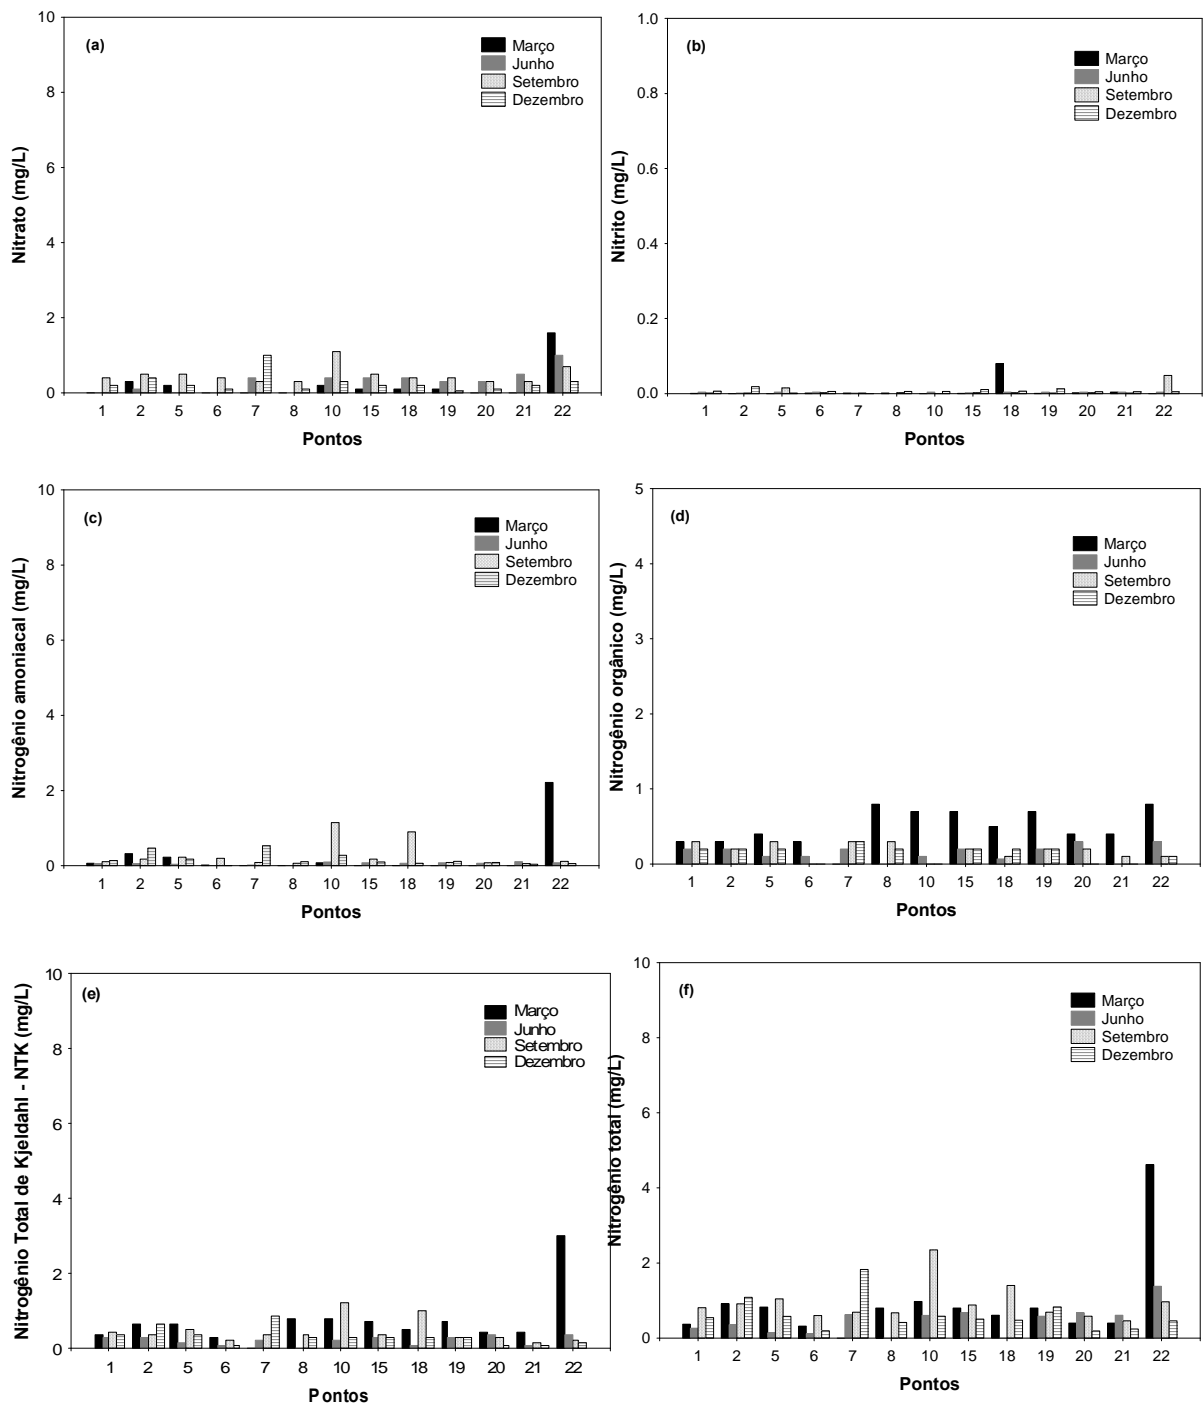 (a)
Nitrato (mg/L)
10
8
6
4
2
0
Março
Junho
Setembro
Dezembro
1 2 5 6 7 8 10 15 18 19 20 21 22
Pontos
(b)
Nitrito (mg/L)
1.0
0.8
0.6
0.4
0.2
0.0
Março
Junho
Setembro
Dezembro
1 2 5 6 7 8 10 15 18 19 20 21 22
Pontos
(c)
Nitrogênio amoniacal (mg/L)
10
8
6
4
2
0
Março
Junho
Setembro
Dezembro
1 2 5 6 7 8 10 15 18 19 20 21 22
Pontos
(d)
Nitrogênio orgânico (mg/L)
5
4
3
2
1
0
Março
Junho
Setembro
Dezembro
1 2 5 6 7 8 10 15 18 19 20 21 22
Pontos
(e)
Nitrogênio Total de Kjeldahl - NTK (mg/L)
10
8
6
4
2
0
Março
Junho
Setembro
Dezembro
1 2 5 6 7 8 10 15 18 19 20 21 22
Pontos
(f)
Nitrogênio total (mg/L)
10
8
6
4
2
0
Março
Junho
Setembro
Dezembro
1 2 5 6 7 8 10 15 18 19 20 21 22
Pontos